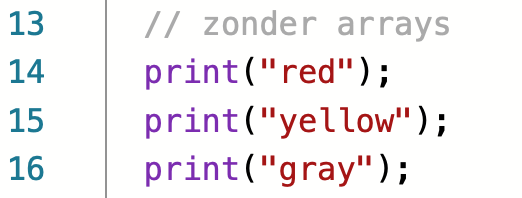 13 // zonder arrays
14 print("red");
15 print("yellow");
16 print("gray");